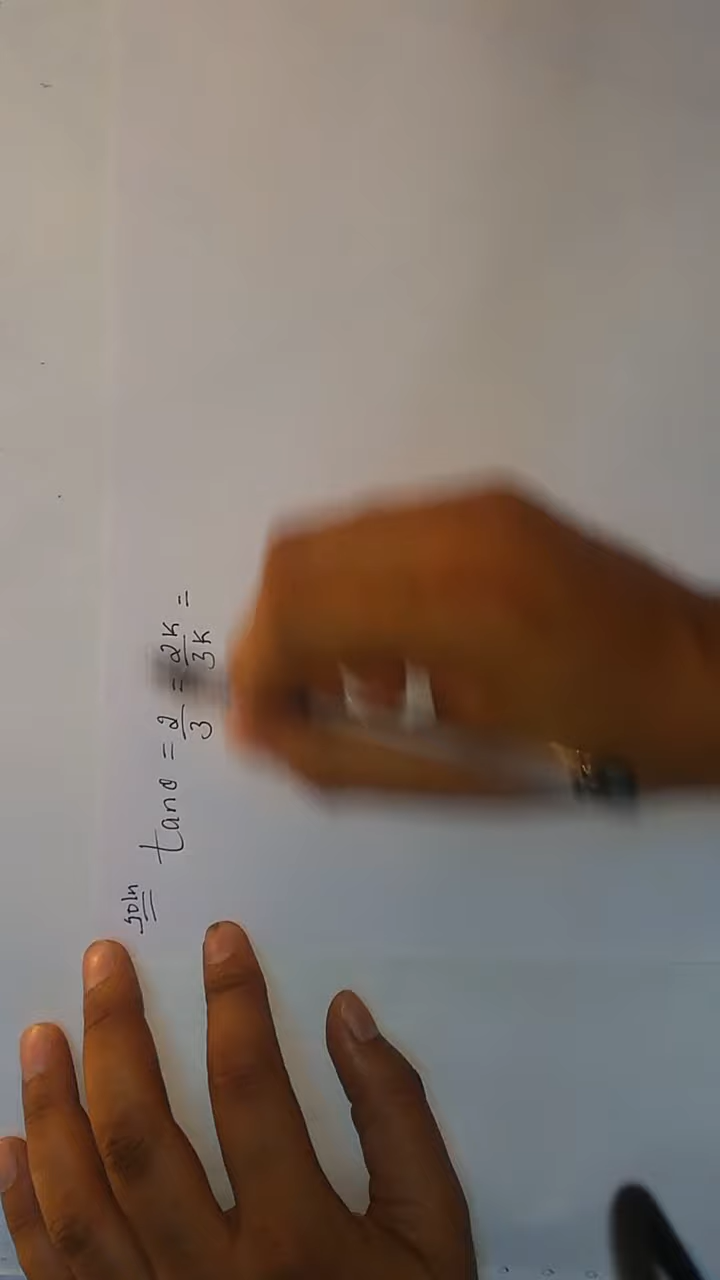 Soln
tanθ = 2/3 = 2K/3K =